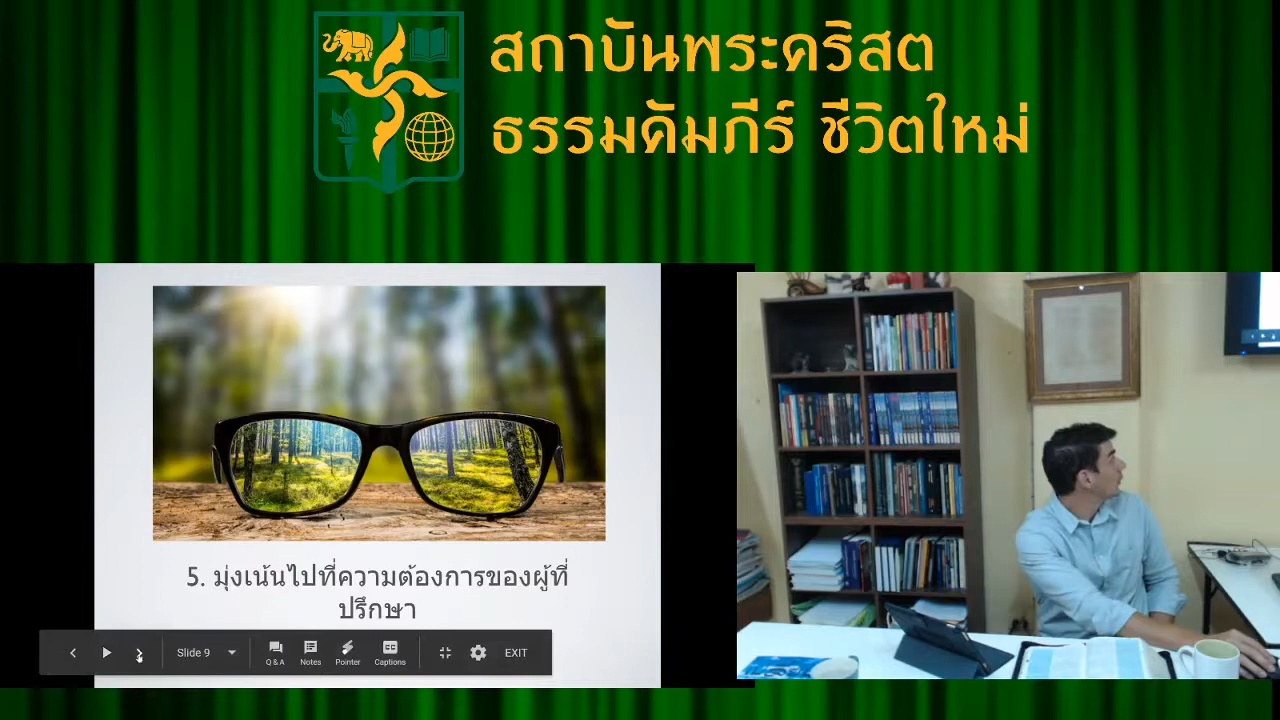 สถาบันพระคริสต
ธรรมคัมภีร์ ชีวิตใหม่
5. มุ่งเน้นไปที่ความต้องการของผู้ที่
ปรึกษา
Slide 9
Q & A
Notes
Pointer
Captions
EXIT